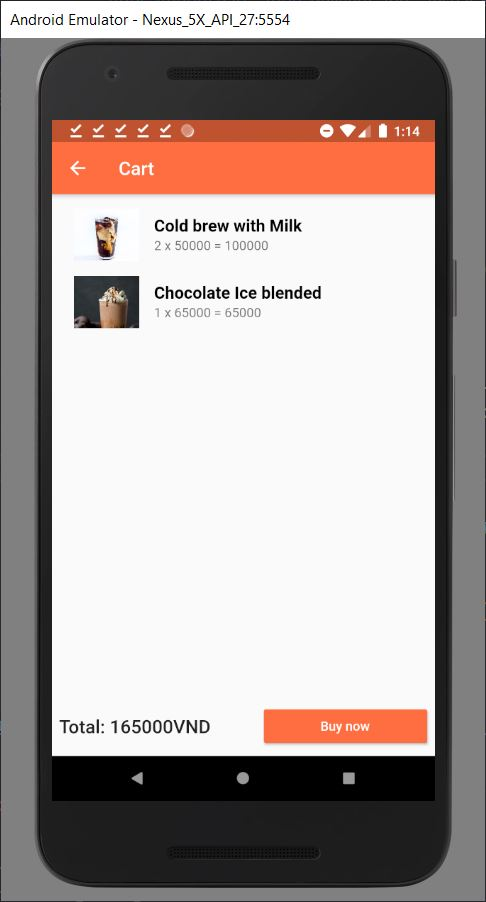 Android Emulator - Nexus_5X_API_27:5554
1:14
Cart
Cold brew with Milk
2 x 50000 = 100000
Chocolate Ice blended
1 x 65000 = 65000
Total: 165000VND
Buy now